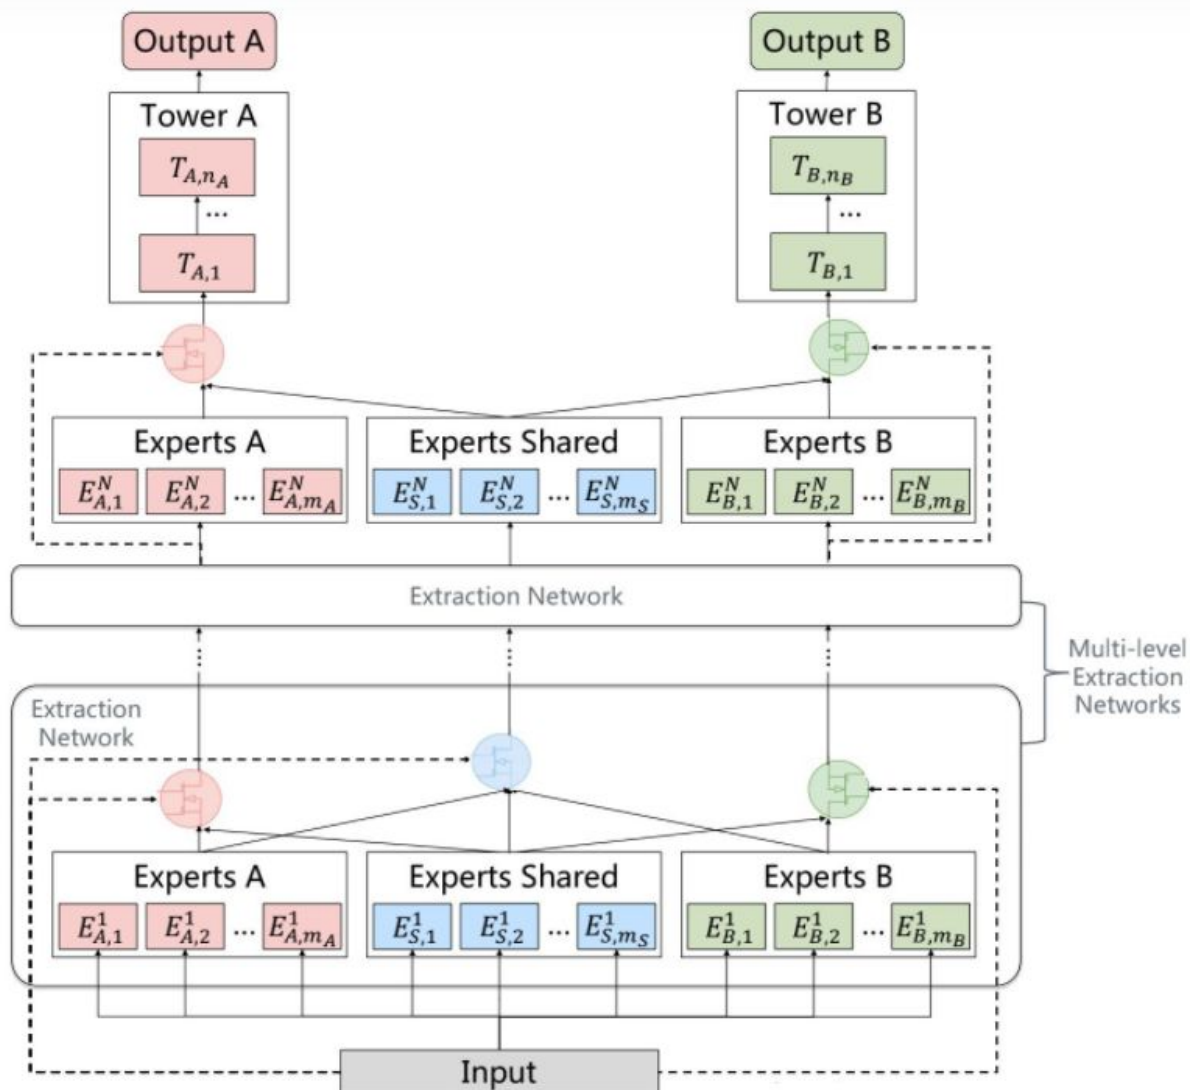 Output A
Output B
Tower A
Tower B
T_{A,n_A}
T_{B,n_B}
...
...
T_{A,1}
T_{B,1}
Experts A
Experts Shared
Experts B
E^N_{A,1} E^N_{A,2} ... E^N_{A,m_A}
E^N_{S,1} E^N_{S,2} ... E^N_{S,m_S}
E^N_{B,1} E^N_{B,2} ... E^N_{B,m_B}
Extraction Network
Multi-level
Extraction
Networks
Extraction
Network
Experts A
Experts Shared
Experts B
E^1_{A,1} E^1_{A,2} ... E^1_{A,m_A}
E^1_{S,1} E^1_{S,2} ... E^1_{S,m_S}
E^1_{B,1} E^1_{B,2} ... E^1_{B,m_B}
Input